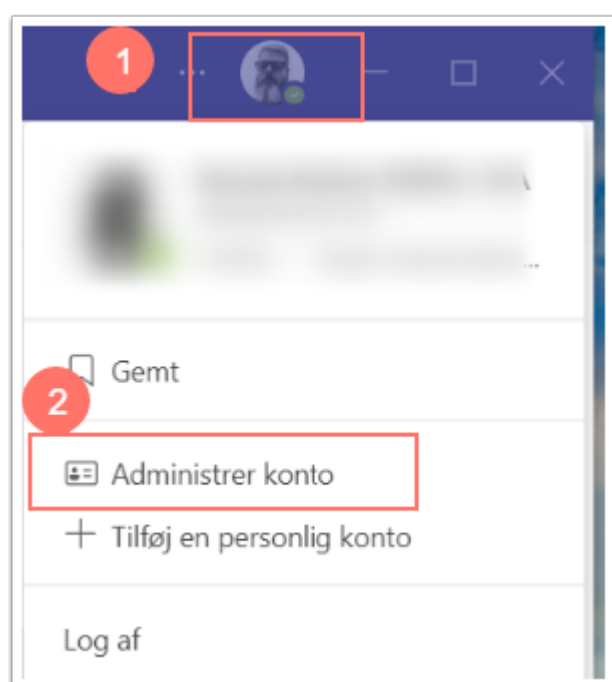 1
...
A
...
Gemt
2
Administrer konto
Tilføj en personlig konto
Log af